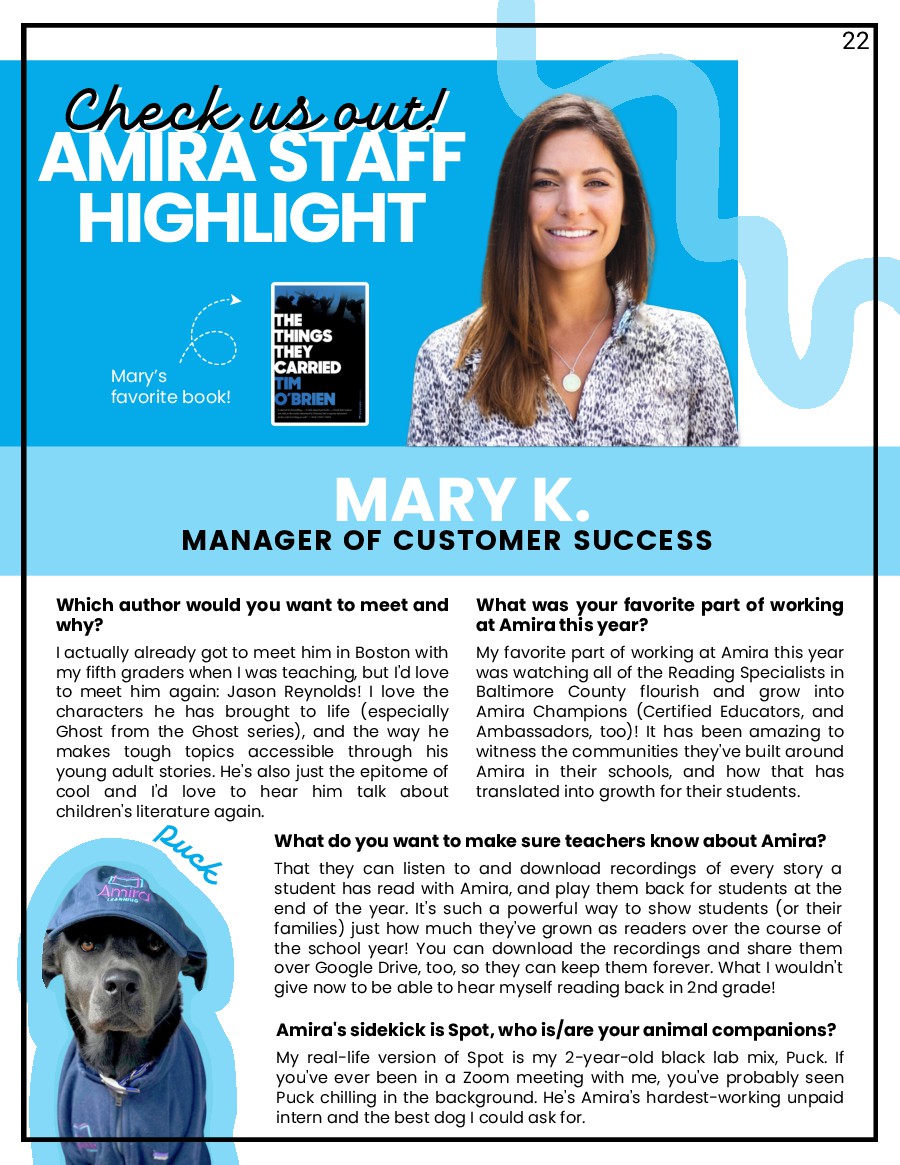 22
Check us out!
AMIRA STAFF
HIGHLIGHT
THE
THINGS
THEY
CARRIED
TIM
O'BRIEN
Mary's
favorite book!
MARY K.
MANAGER OF CUSTOMER SUCCESS
Which author would you want to meet and
why?
I actually already got to meet him in Boston with
my fifth graders when I was teaching, but I'd love
to meet him again: Jason Reynolds! I love the
characters he has brought to life (especially
Ghost from the Ghost series), and the way he
makes tough topics accessible through his
young adult stories. He's also just the epitome of
cool and I'd love to hear him talk about
children's literature again.
What was your favorite part of working
at Amira this year?
My favorite part of working at Amira this year
was watching all of the Reading Specialists in
Baltimore County flourish and grow into
Amira Champions (Certified Educators, and
Ambassadors, too)! It has been amazing to
witness the communities they've built around
Amira in their schools, and how that has
translated into growth for their students.
Puck
Amira
LEARNING
What do you want to make sure teachers know about Amira?
That they can listen to and download recordings of every story a
student has read with Amira, and play them back for students at the
end of the year. It's such a powerful way to show students (or their
families) just how much they've grown as readers over the course of
the school year! You can download the recordings and share them
over Google Drive, too, so they can keep them forever. What I wouldn't
give now to be able to hear myself reading back in 2nd grade!
Amira's sidekick is Spot, who is/are your animal companions?
My real-life version of Spot is my 2-year-old black lab mix, Puck. If
you've ever been in a Zoom meeting with me, you've probably seen
Puck chilling in the background. He's Amira's hardest-working unpaid
intern and the best dog I could ask for.